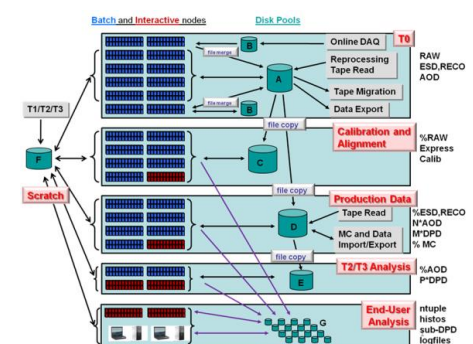 Batch and Interactive nodes
Disk Pools
T0
B
Online DAQ
RAW
ESD,RECO
AOD
file merge
Reprocessing
Tape Read
A
Tape Migration
file merge
B
Data Export
T1/T2/T3
file copy
Calibration and
Alignment
%RAW
Express
Calib
F
C
Scratch
file copy
Production Data
Tape Read
%ESD,RECO
N*AOD
M*DPD
% MC
D
MC and Data
Import/Export
file copy
T2/T3 Analysis
%AOD
P*DPD
E
End-User
Analysis
ntuple
histos
sub-DPD
logfiles
G